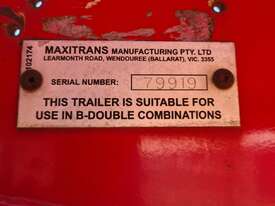 MAXITRANS MANUFACTURING PTY. LTD
LEARMONTH ROAD, WENDOUREE (BALLARAT), VIC. 3355
SERIAL NUMBER: 79919
THIS TRAILER IS SUITABLE FOR
USE IN B-DOUBLE COMBINATIONS
102174